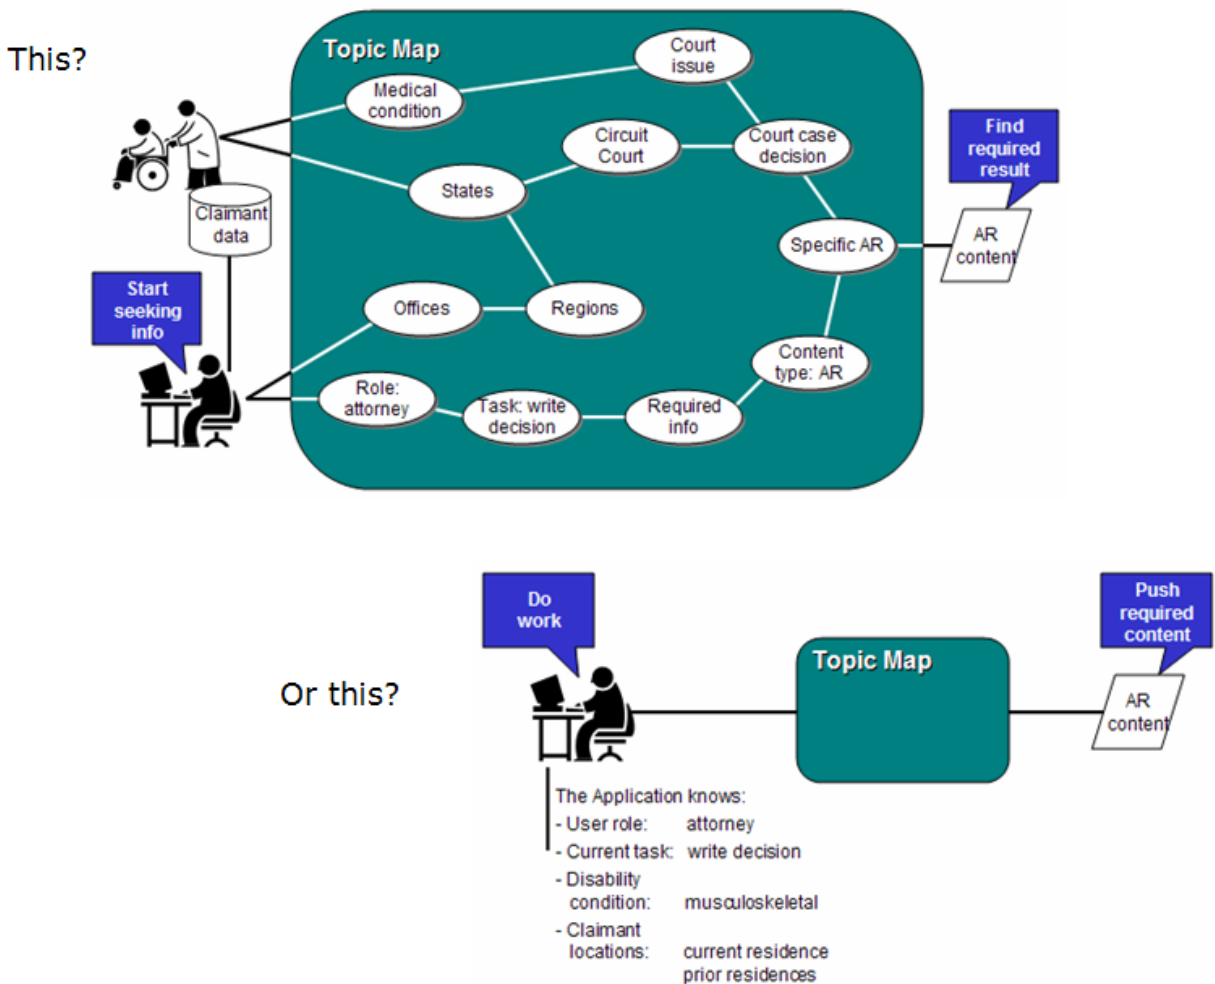 This?
Topic Map
Court
issue
Medical
condition
Circuit
Court
Court case
decision
Find
required
result
States
Claimant
data
Specific AR
AR
content
Start
seeking
info
Offices
Regions
Content
type: AR
Role:
attorney
Task: write
decision
Required
info
Or this?
Do
work
Topic Map
Push
required
content
AR
content
The Application knows:
- User role: attorney
- Current task: write decision
- Disability
condition: musculoskeletal
- Claimant
locations: current residence
prior residences